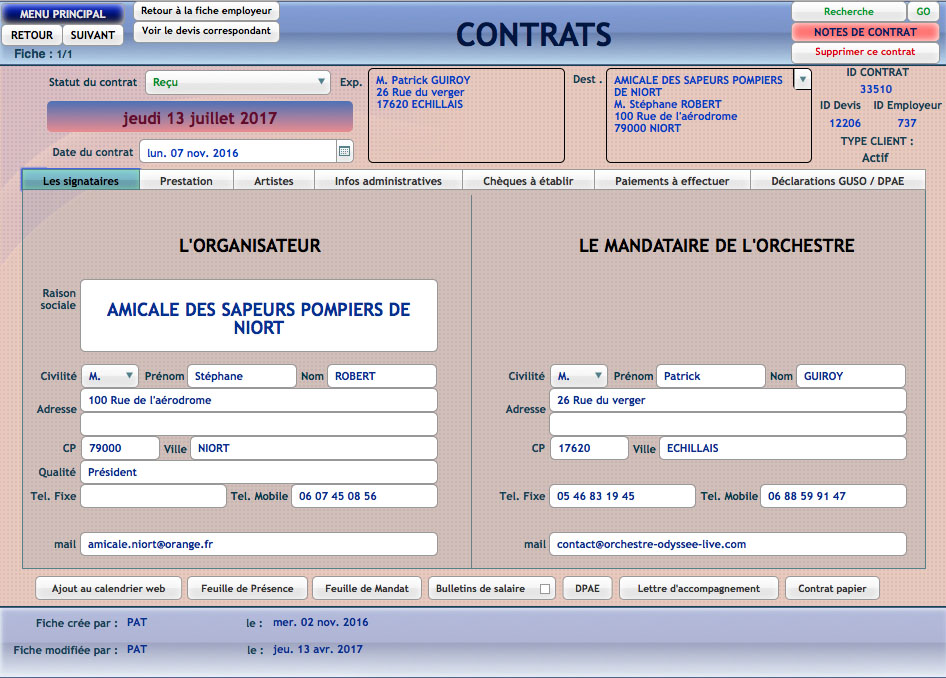 MENU PRINCIPAL
RETOUR SUIVANT
Fiche : 1/1
Retour à la fiche employeur
Voir le devis correspondant
CONTRATS
Recherche GO
NOTES DE CONTRAT
Supprimer ce contrat
Statut du contrat Reçu
jeudi 13 juillet 2017
Date du contrat lun. 07 nov. 2016
Exp. M. Patrick GUIROY
26 Rue du verger
17620 ECHILLAIS
Dest . AMICALE DES SAPEURS POMPIERS
DE NIORT
M. Stéphane ROBERT
100 Rue de l'aérodrome
79000 NIORT
ID CONTRAT
33510
ID Devis ID Employeur
12206 737
TYPE CLIENT :
Actif
Les signataires Prestation Artistes Infos administratives Chèques à établir Paiements à effectuer Déclarations GUSO / DPAE
L'ORGANISATEUR
Raison
sociale
AMICALE DES SAPEURS POMPIERS DE
NIORT
Civilité M. Prénom Stéphane Nom ROBERT
Adresse 100 Rue de l'aérodrome
CP 79000 Ville NIORT
Qualité Président
Tel. Fixe Tel. Mobile 06 07 45 08 56
mail amicale.niort@orange.fr
LE MANDATAIRE DE L'ORCHESTRE
Civilité M. Prénom Patrick Nom GUIROY
Adresse 26 Rue du verger
CP 17620 Ville ECHILLAIS
Tel. Fixe 05 46 83 19 45 Tel. Mobile 06 88 59 91 47
mail contact@orchestre-odyssee-live.com
Ajout au calendrier web Feuille de Présence Feuille de Mandat Bulletins de salaire DPAE Lettre d'accompagnement Contrat papier
Fiche crée par : PAT le : mer. 02 nov. 2016
Fiche modifiée par : PAT le : jeu. 13 avr. 2017